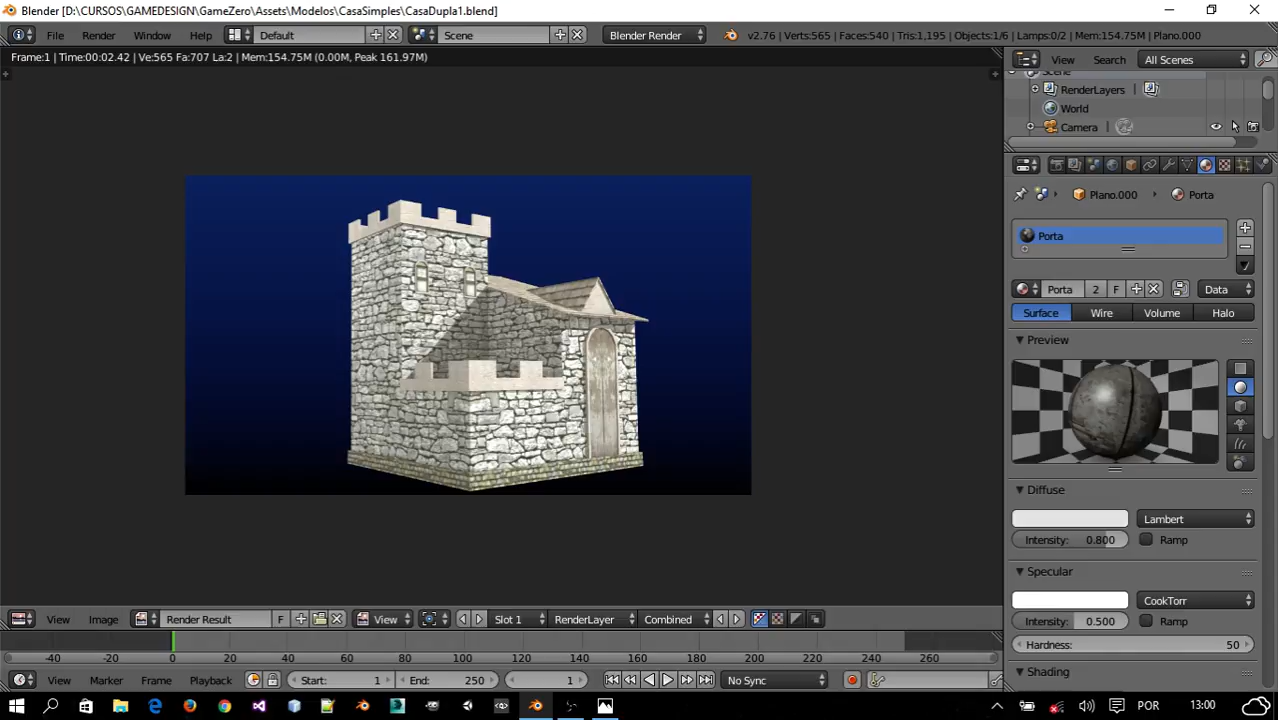 Blender [D:\CURSOS\GAMEDESIGN\GameZero\Assets\Modelos\CasaSimples\CasaDupla1.blend]
File Render Window Help Default Scene Blender Render v2.76 | Verts:565 | Faces:540 | Tris:1,195 | Objects:1/6 | Lamps:0/2 | Mem:154.75M | Plano.000
Frame:1 | Time:00:02.42 | Ve:565 Fa:707 La:2 | Mem:154.75M (0.00M, Peak 161.97M)
View Search All Scenes
Scene
RenderLayers
World
Camera
Plano.000 Porta
Porta
Porta 2 F Data
Surface Wire Volume Halo
Preview
Diffuse
Lambert
Intensity: 0.800 Ramp
Specular
CookTorr
Intensity: 0.500 Ramp
Hardness: 50
Shading
View Image Render Result F View Slot 1 RenderLayer Combined
-40 -20 0 20 40 60 80 100 120 140 160 180 200 220 240 260
View Marker Frame Playback Start: 1 End: 250 1 No Sync
POR 13:00